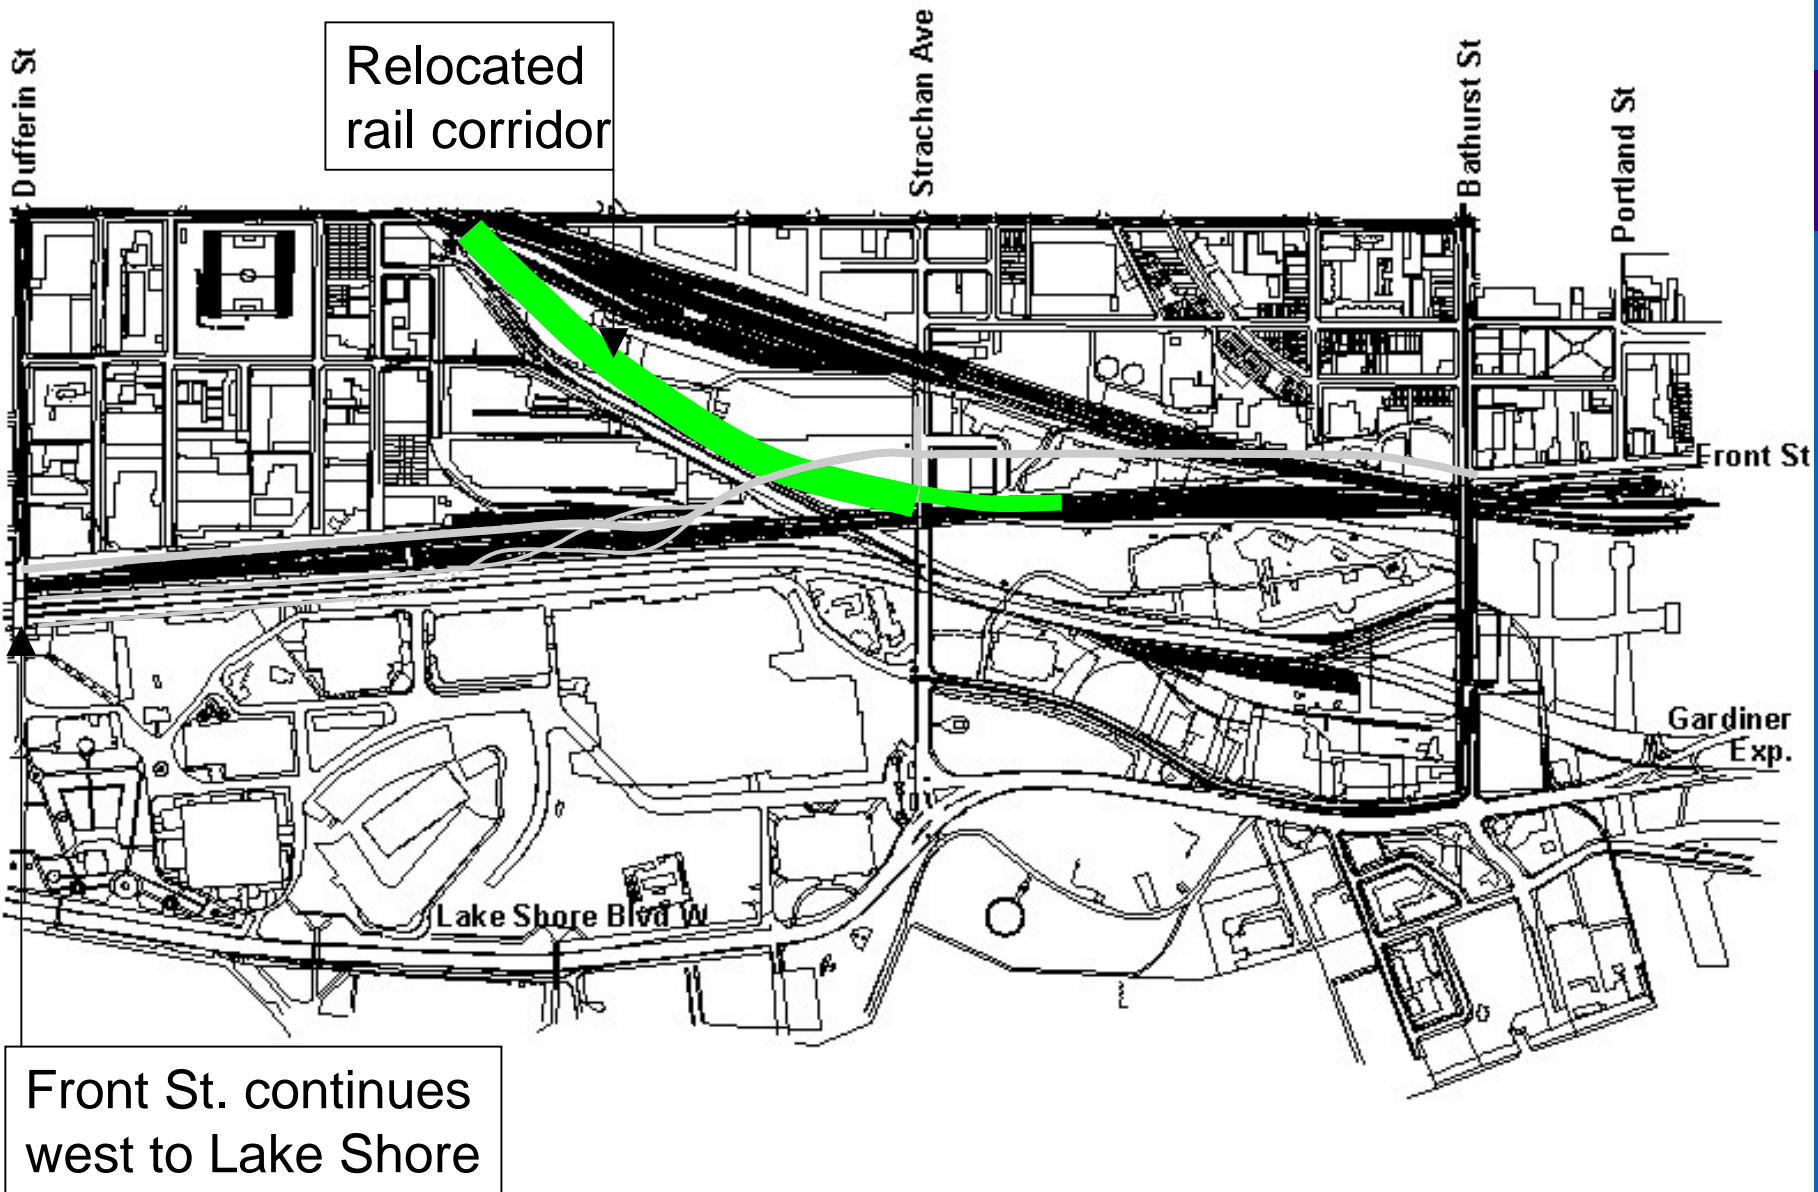 Relocated
rail corridor
Dufferin St
Strachan Ave
Bathurst St
Portland St
Front St
Gardiner
Exp.
Lake Shore Blvd W
Front St. continues
west to Lake Shore